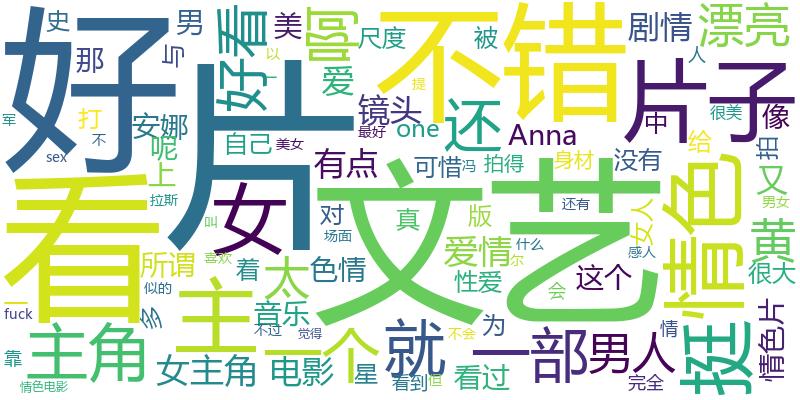 好
片
看
文艺
不错
片子
情色
女
主
主角
一个
就
一部
男人
挺
黄
还
啊
好看
漂亮
剧情
史
那
与
男
美
尺度
被
爱
镜头
人
以
提
中
像
很美
打
安娜
呢
上
自己
美女
有点
最好
one
Anna
可惜
冯
拍得
身材
没有
给
拍
又
军
不
sex
拉斯
叫
对
场面
真
版
还有
男女
所谓
喜欢
着
太
色情
爱情
什么
尔
性爱
会
这个
女人
感人
很大
似的
多
音乐
为
情
情色片
fuck
一
靠
女主角
电影
不过
觉得
星
看到
但
看过
不会
完全
情色电影